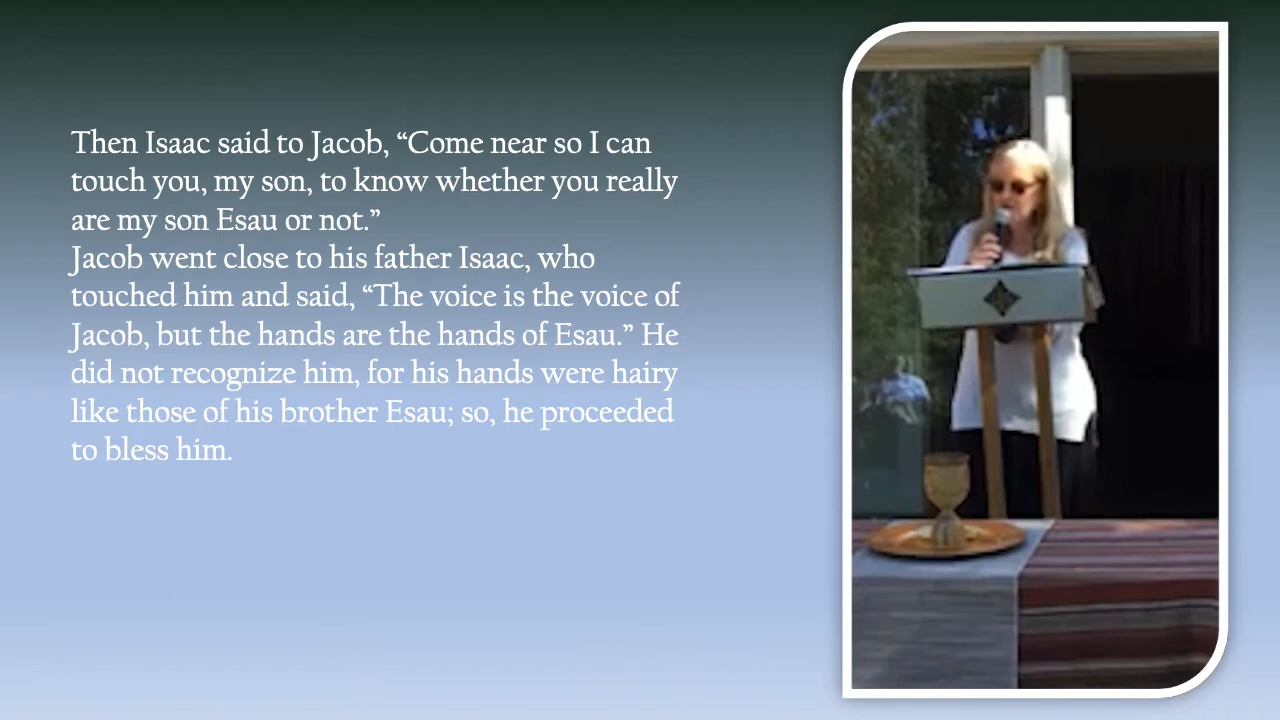 Then Isaac said to Jacob, “Come near so I can
touch you, my son, to know whether you really
are my son Esau or not.”
Jacob went close to his father Isaac, who
touched him and said, “The voice is the voice of
Jacob, but the hands are the hands of Esau.” He
did not recognize him, for his hands were hairy
like those of his brother Esau; so, he proceeded
to bless him.